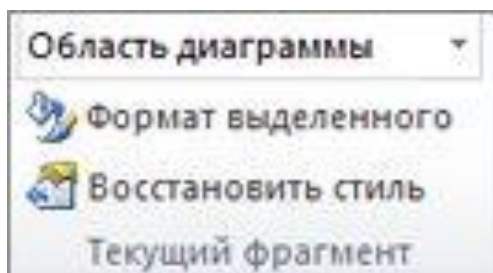 Область диаграммы
Формат выделенного
Восстановить стиль
Текущий фрагмент